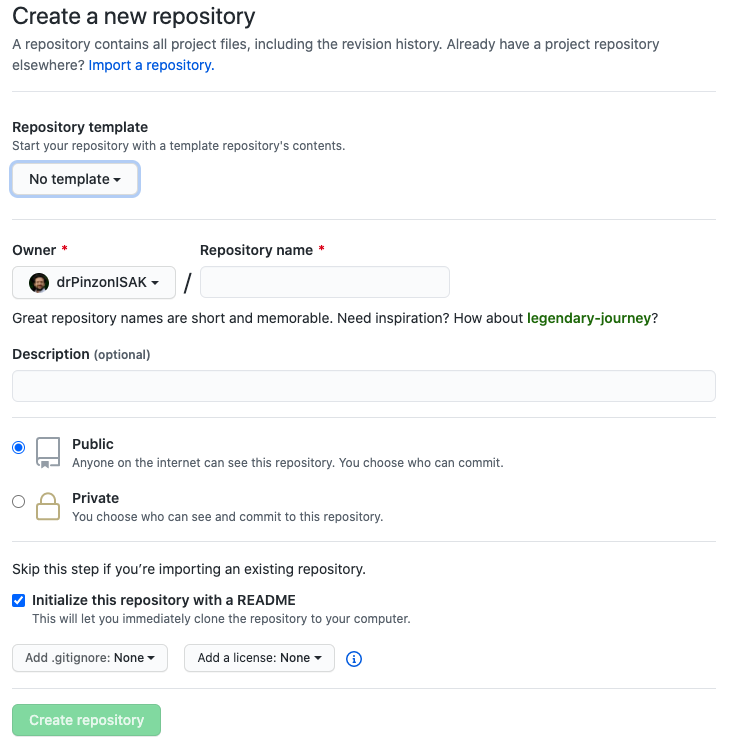 Create a new repository
A repository contains all project files, including the revision history. Already have a project repository
elsewhere? Import a repository.
Repository template
Start your repository with a template repository's contents.
No template
Owner * Repository name *
drPinzonISAK /
Great repository names are short and memorable. Need inspiration? How about legendary-journey?
Description (optional)
Public
Anyone on the internet can see this repository. You choose who can commit.
Private
You choose who can see and commit to this repository.
Skip this step if you’re importing an existing repository.
Initialize this repository with a README
This will let you immediately clone the repository to your computer.
Add .gitignore: None Add a license: None
Create repository